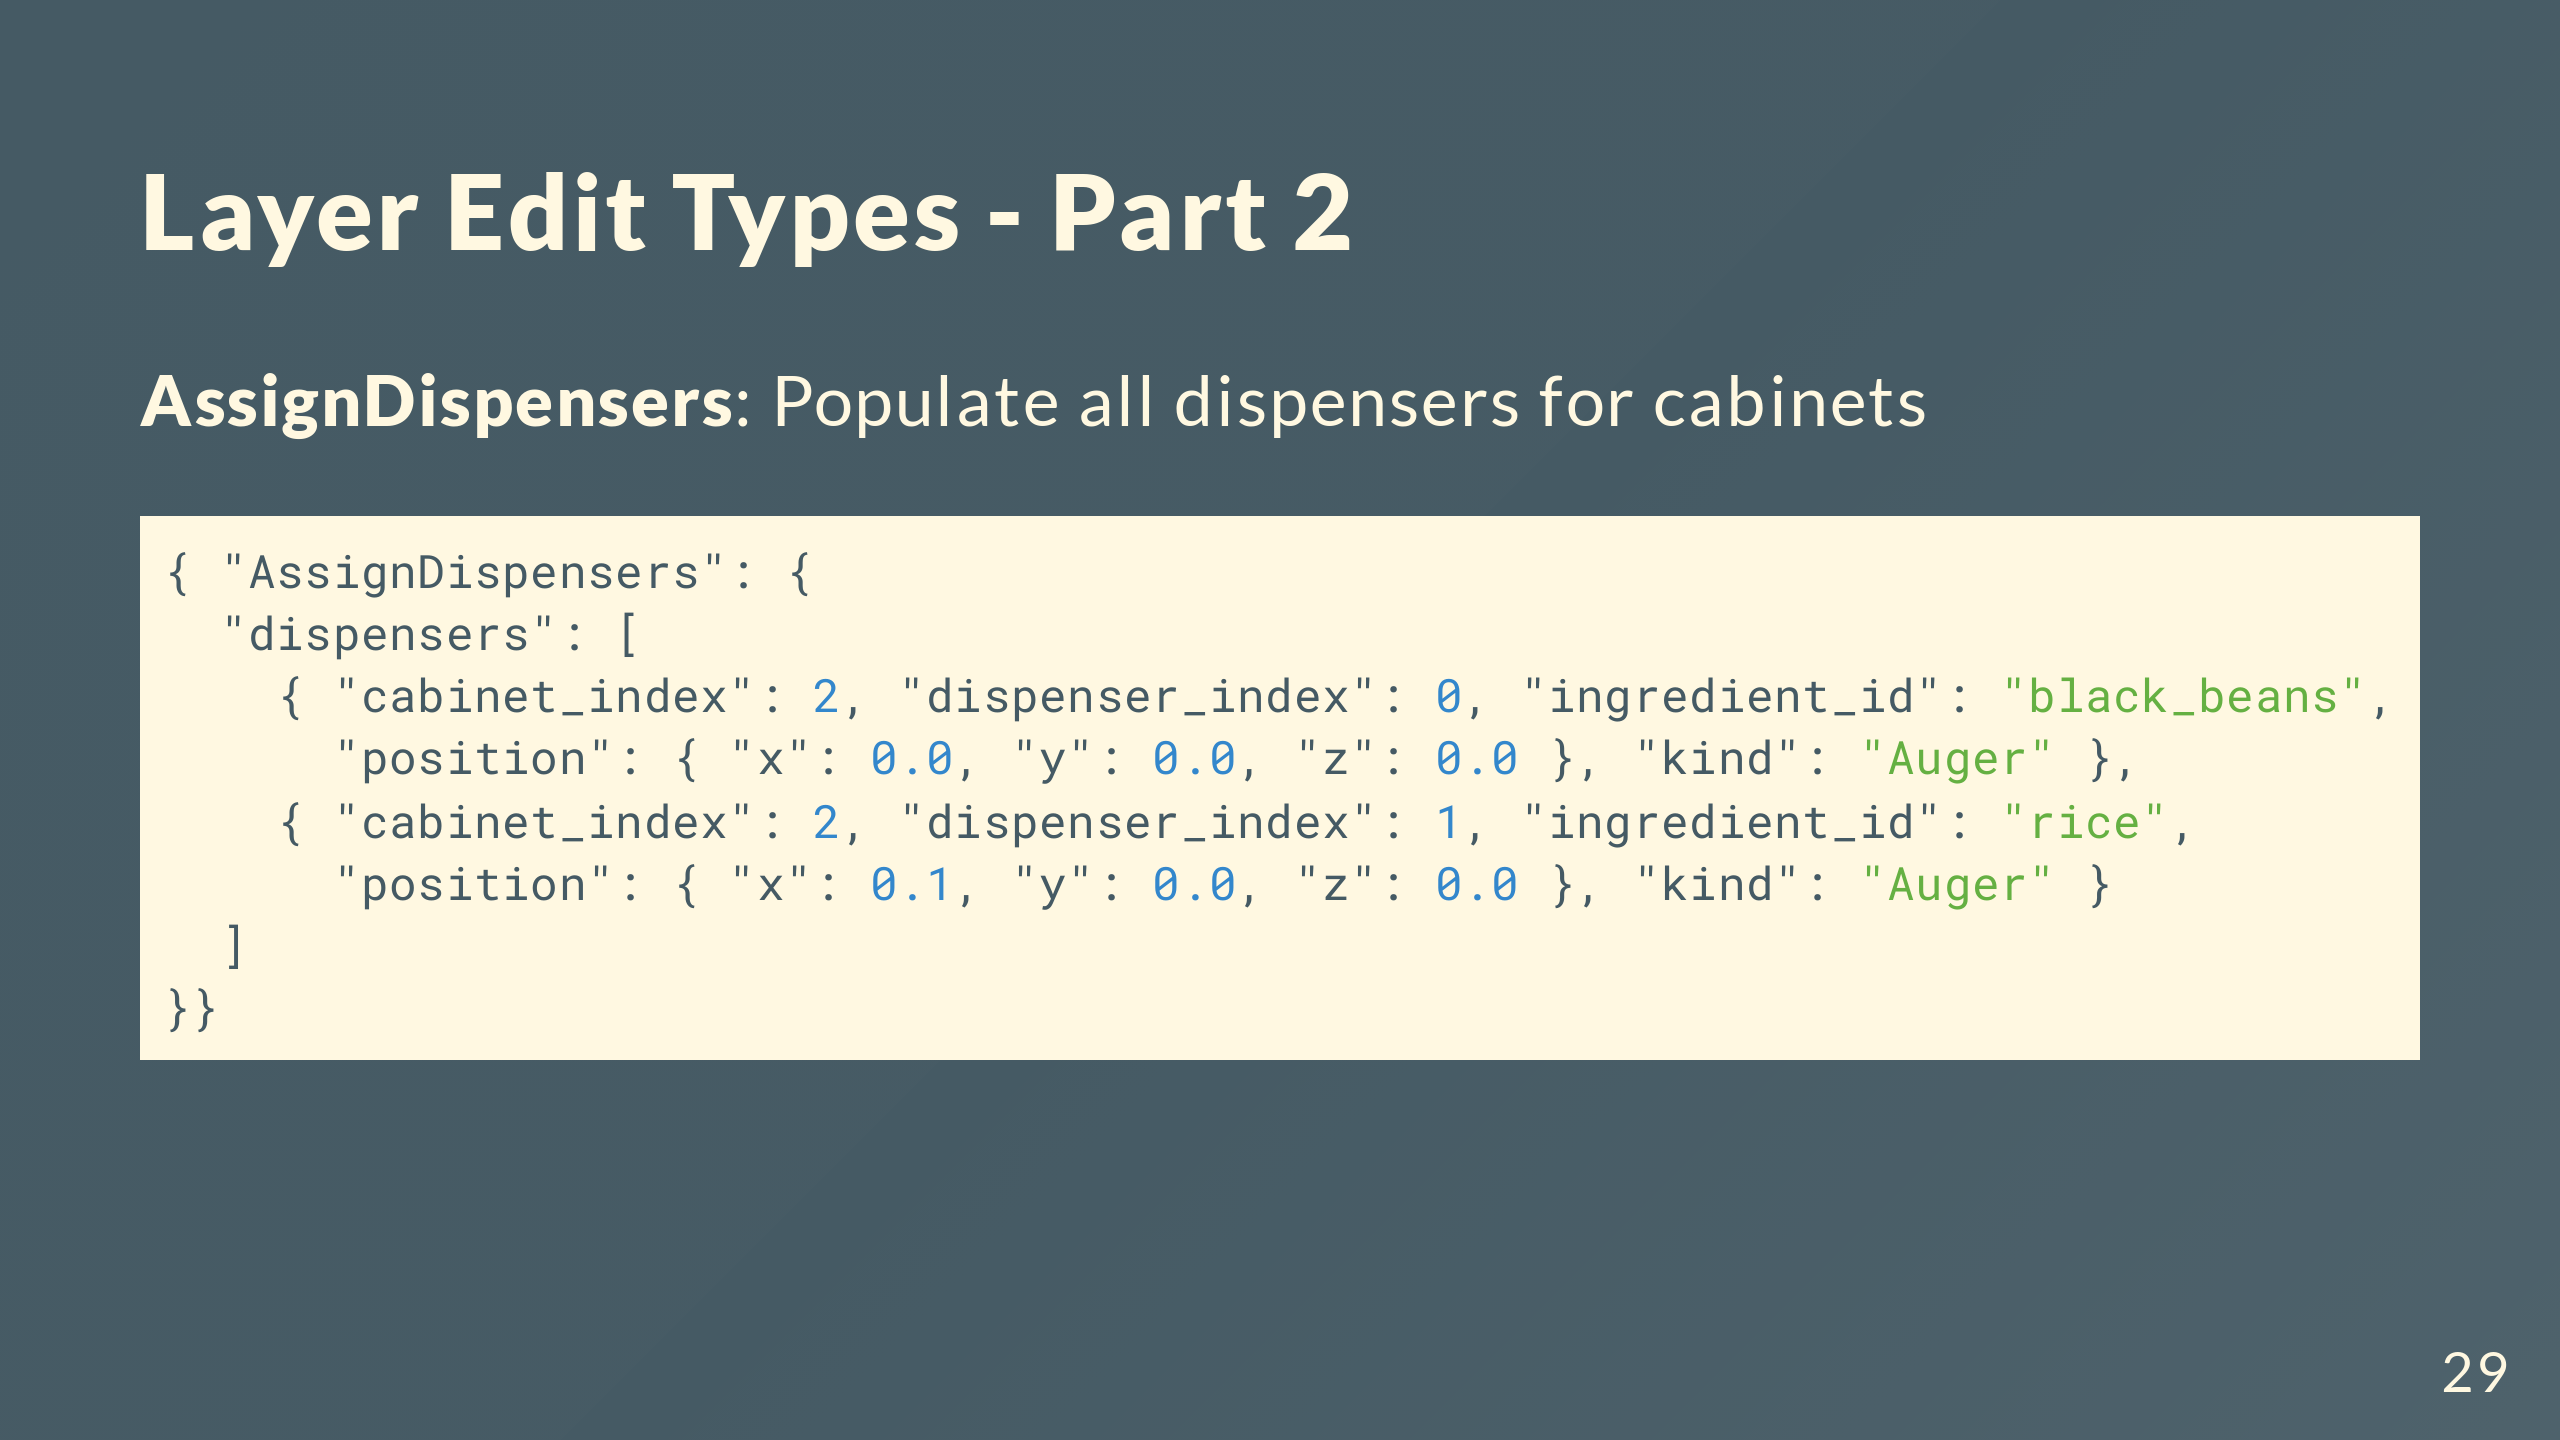 Layer Edit Types - Part 2
AssignDispensers: Populate all dispensers for cabinets
{ "AssignDispensers": {
  "dispensers": [
    { "cabinet_index": 2, "dispenser_index": 0, "ingredient_id": "black_beans",
      "position": { "x": 0.0, "y": 0.0, "z": 0.0 }, "kind": "Auger" },
    { "cabinet_index": 2, "dispenser_index": 1, "ingredient_id": "rice",
      "position": { "x": 0.1, "y": 0.0, "z": 0.0 }, "kind": "Auger" }
  ]
}}
29